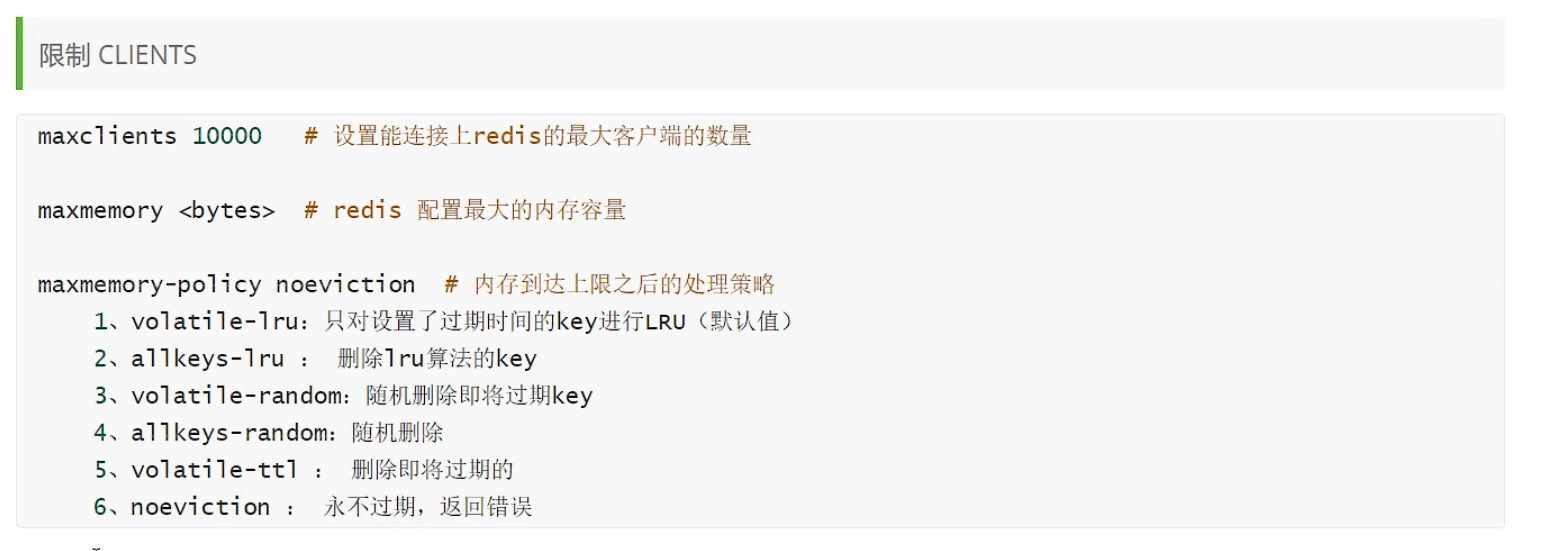 限制 CLIENTS
maxclients 10000 # 设置能连接上redis的最大客户端的数量
maxmemory <bytes> # redis 配置最大的内存容量
maxmemory-policy noeviction # 内存到达上限之后的处理策略
1、volatile-lru：只对设置了过期时间的key进行LRU（默认值）
2、allkeys-lru ： 删除lru算法的key
3、volatile-random：随机删除即将过期key
4、allkeys-random：随机删除
5、volatile-ttl ： 删除即将过期的
6、noeviction ： 永不过期，返回错误